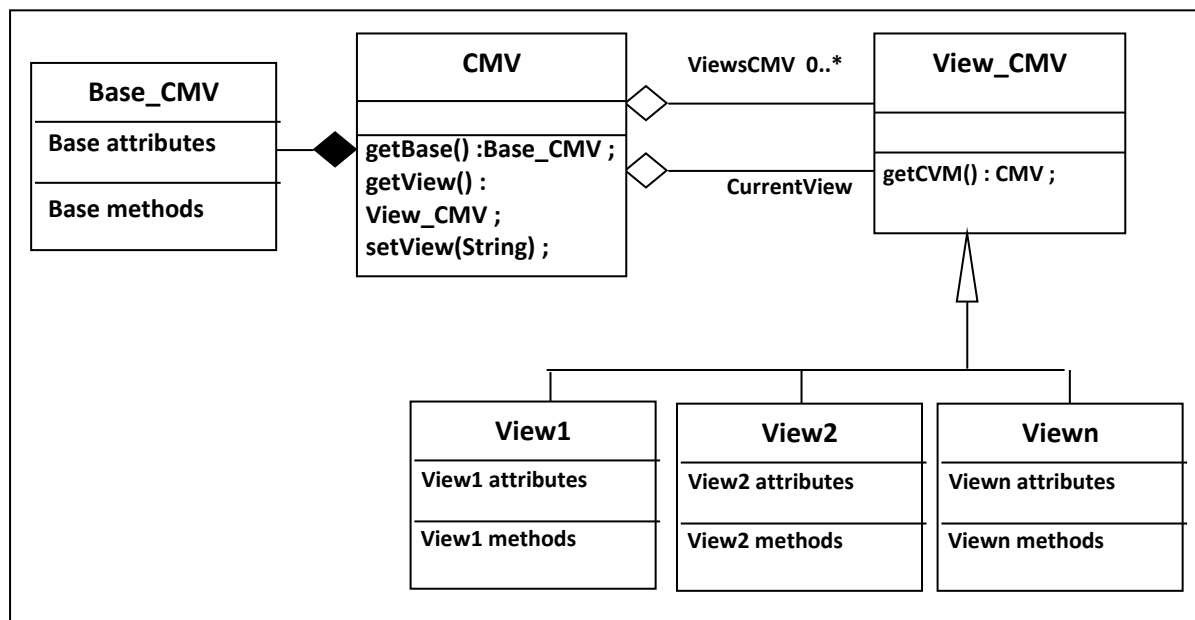 Base_CMV
Base attributes
Base methods
CMV
getBase() :Base_CMV ;
getView() :
View_CMV ;
setView(String) ;
ViewsCMV 0..*
CurrentView
View_CMV
getCVM() : CMV ;
View1
View1 attributes
View1 methods
View2
View2 attributes
View2 methods
Viewn
Viewn attributes
Viewn methods